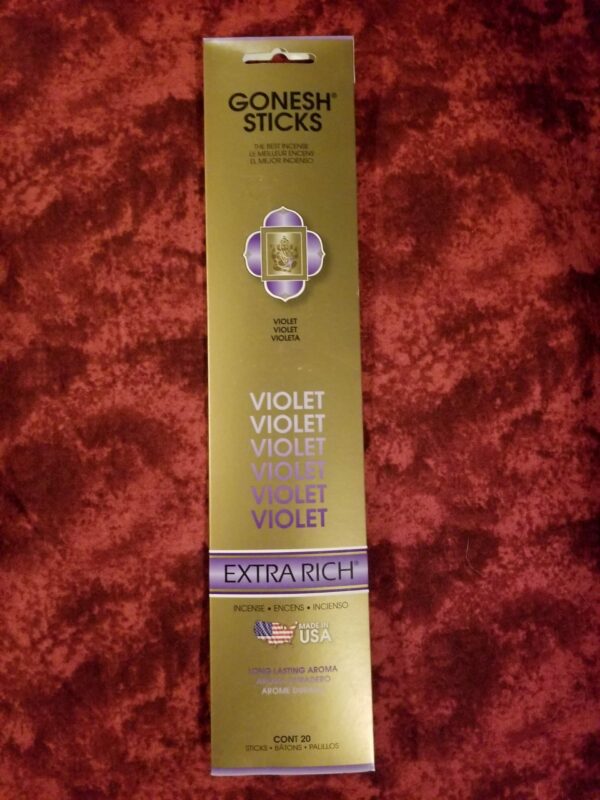 GONESH®
STICKS
THE BEST INCENSE
LE MEILLEUR ENCENS
EL MEJOR INCIENSO
VIOLET
VIOLET
VIOLETA
VIOLET
VIOLET
VIOLET
VIOLET
VIOLET
VIOLET
EXTRA RICH®
INCENSE • ENCENS • INCIENSO
MADE IN
USA
LONG LASTING AROMA
AROMA DURADERO
AROME DURABLE
CONT 20
STICKS • BÂTONS • PALILLOS